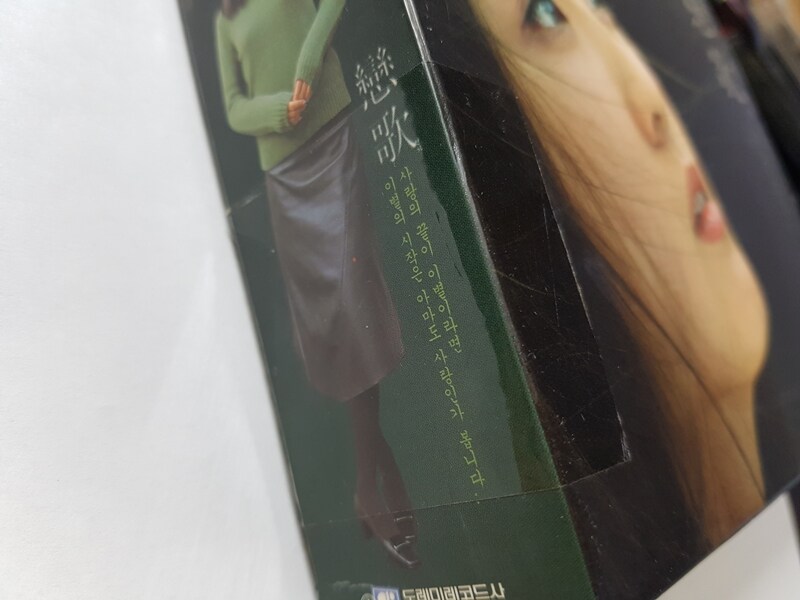 戀歌
사랑의 끝이 이별이라면
이별의 시작은 아마도 사랑인가 봅니다.
도레미레코드사